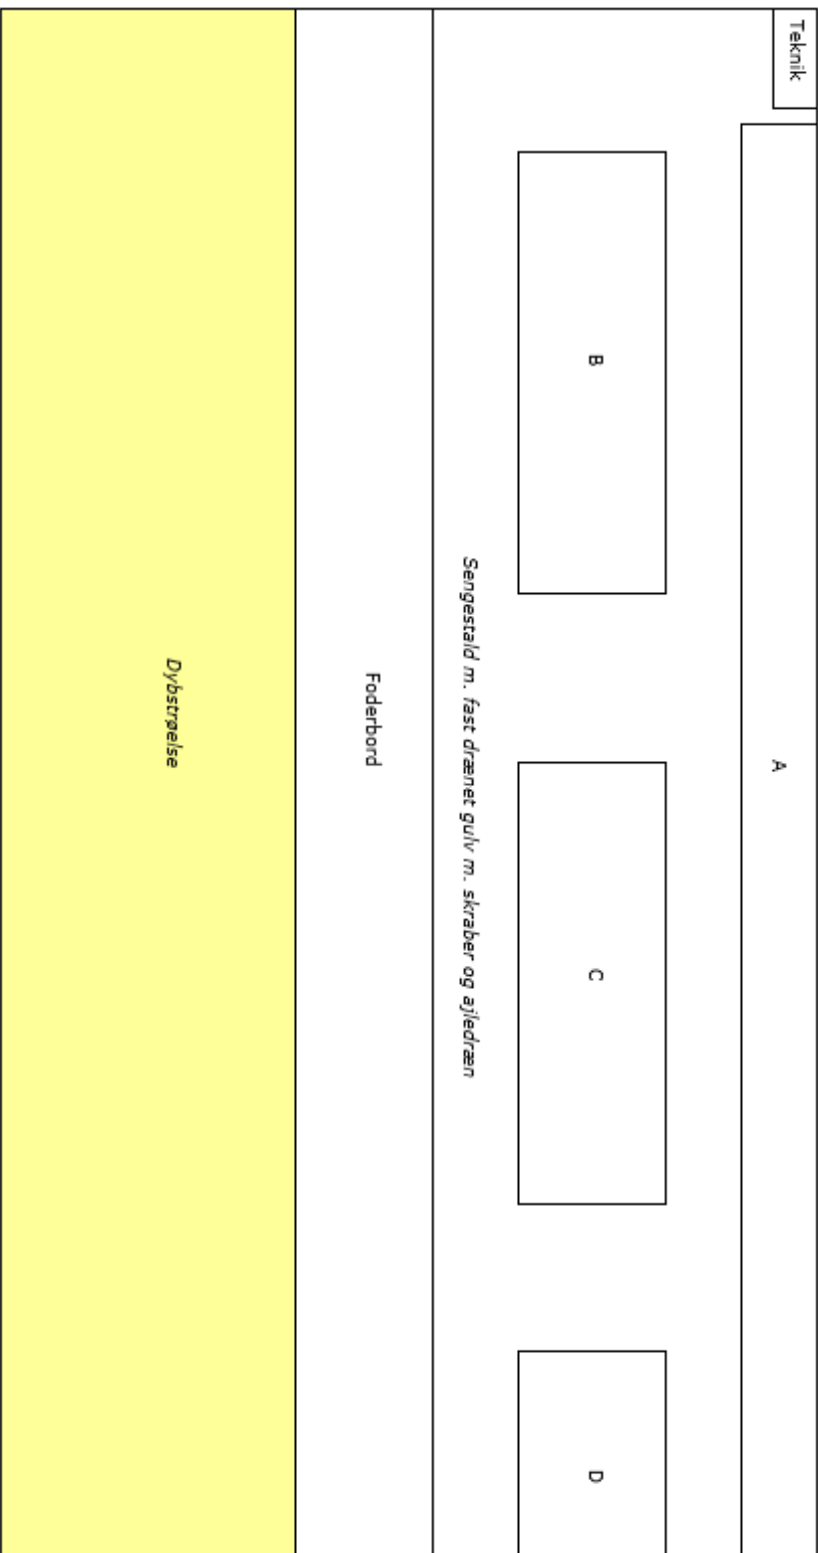 Teknik
A
B
C
D
Sengestald m. fast drænet gulv m. skraber og ajledræn
Foderbord
Dybstrøelse